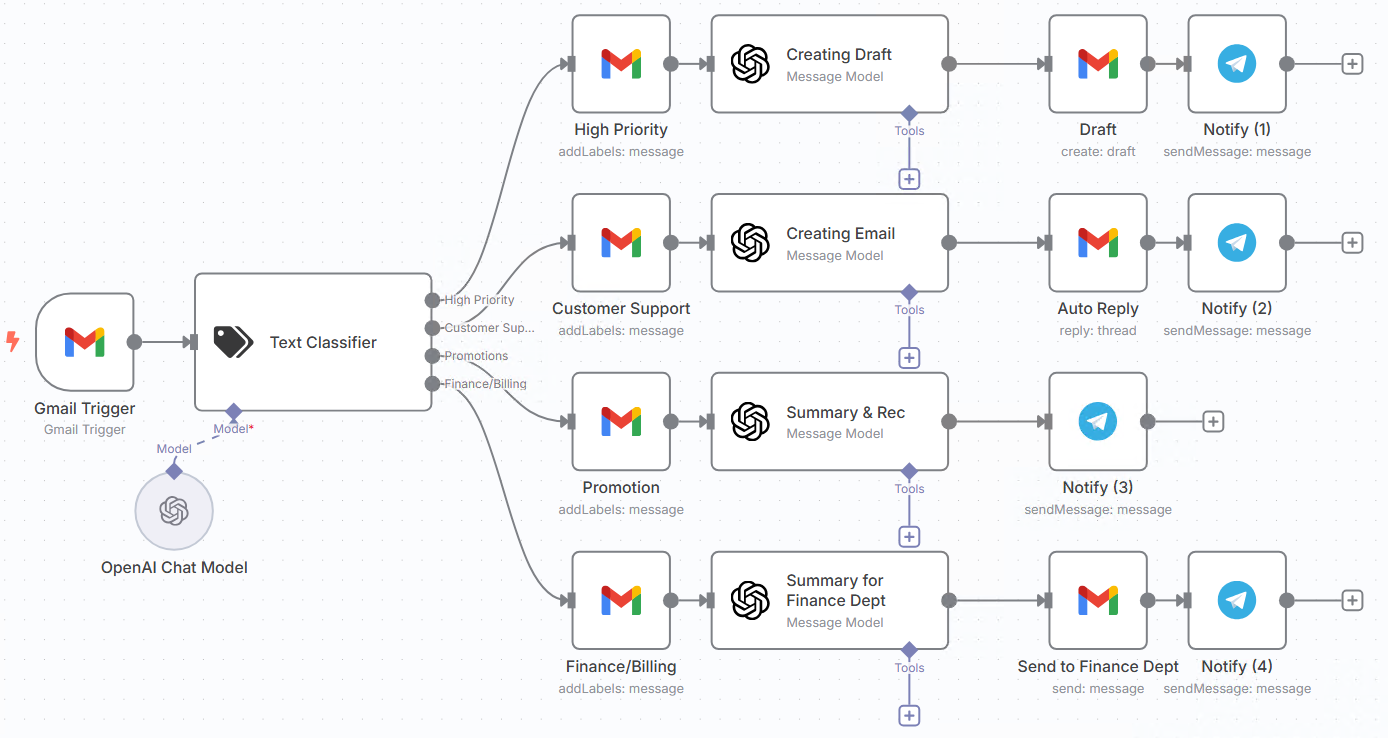 Creating Draft
Message Model
Tools
High Priority
addLabels: message
Draft
create: draft
Notify (1)
sendMessage: message
Creating Email
Message Model
Tools
Customer Support
addLabels: message
Auto Reply
reply: thread
Notify (2)
sendMessage: message
Gmail Trigger
Gmail Trigger
Text Classifier
High Priority
Customer Sup...
Promotions
Finance/Billing
Model*
Model
OpenAI Chat Model
Summary & Rec
Message Model
Tools
Promotion
addLabels: message
Notify (3)
sendMessage: message
Summary for
Finance Dept
Message Model
Tools
Finance/Billing
addLabels: message
Send to Finance Dept
send: message
Notify (4)
sendMessage: message